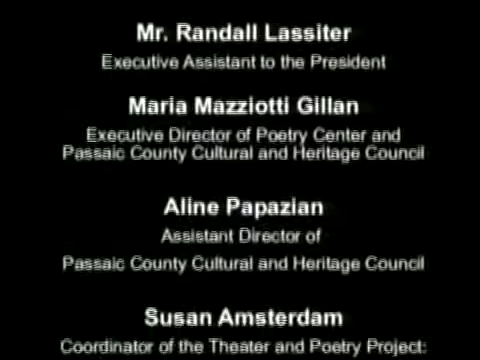 Mr. Randall Lassiter
Executive Assistant to the President
Maria Mazziotti Gillan
Executive Director of Poetry Center and
Passaic County Cultural and Heritage Council
Aline Papazian
Assistant Director of
Passaic County Cultural and Heritage Council
Susan Amsterdam
Coordinator of the Theater and Poetry Project: